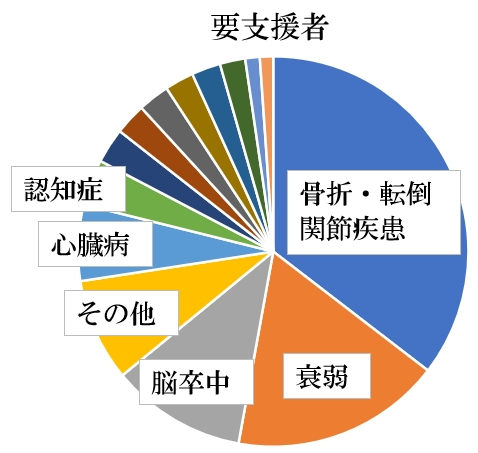 要支援者
骨折・転倒
関節疾患
認知症
心臓病
その他
脳卒中
衰弱